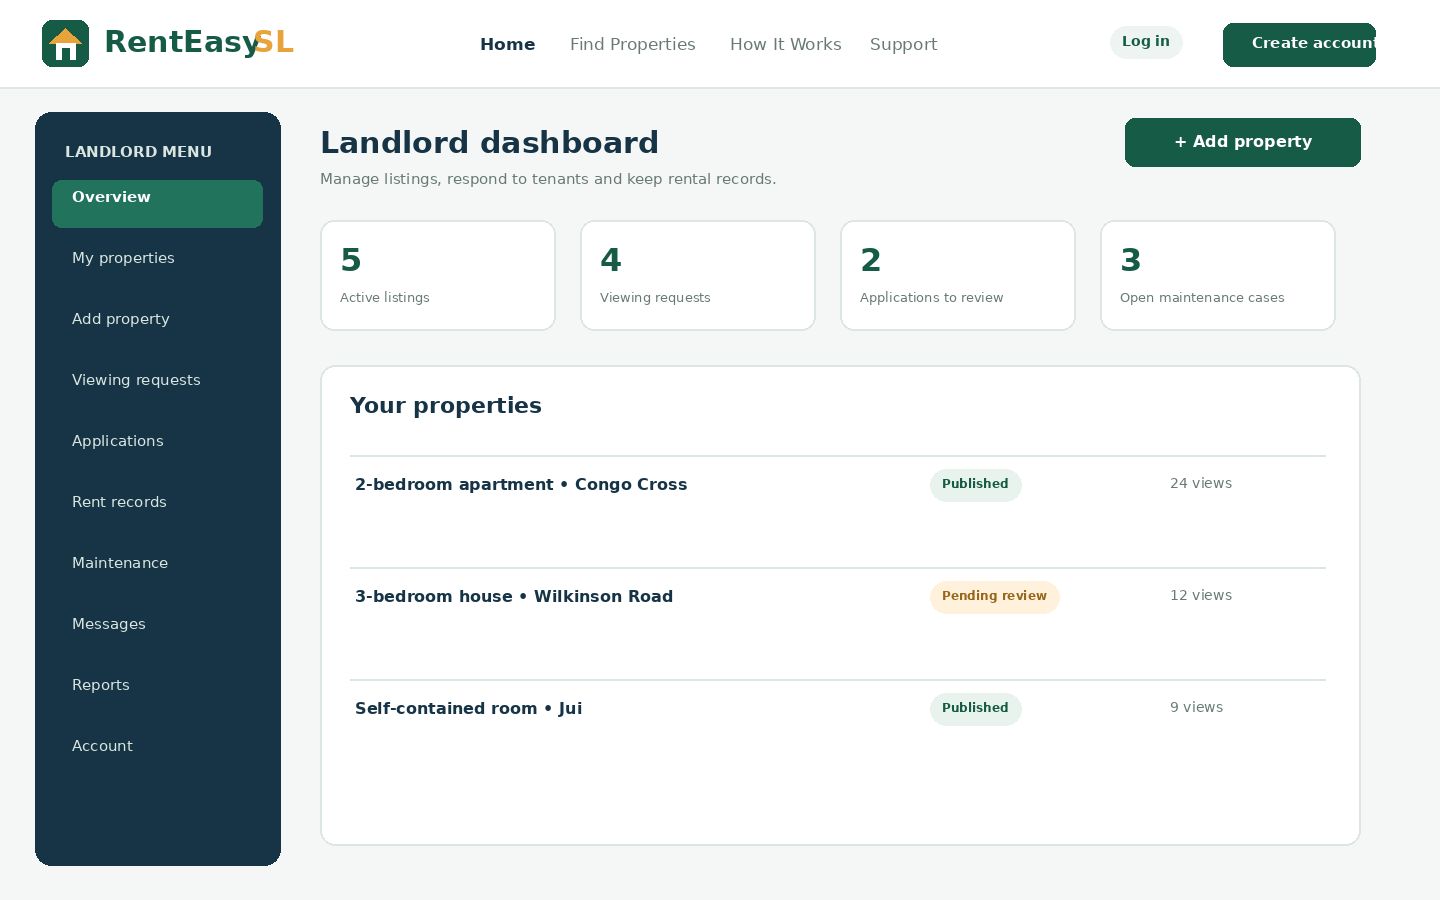 RentEasySL Home Find Properties How It Works Support Log in Create account
LANDLORD MENU
Overview
My properties
Add property
Viewing requests
Applications
Rent records
Maintenance
Messages
Reports
Account
Landlord dashboard
+ Add property
Manage listings, respond to tenants and keep rental records.
5
Active listings
4
Viewing requests
2
Applications to review
3
Open maintenance cases
Your properties
2-bedroom apartment • Congo Cross Published 24 views
3-bedroom house • Wilkinson Road Pending review 12 views
Self-contained room • Jui Published 9 views